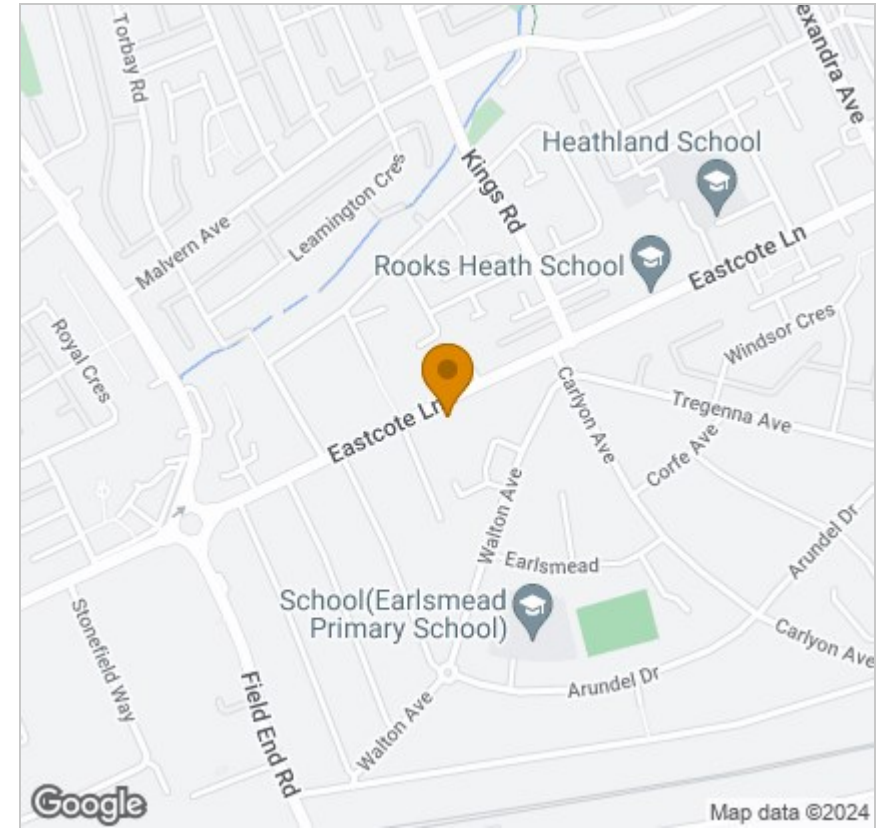 Torbay Rd
exandra Ave
Heathland School
Kings Rd
Leamington Cres
Malvern Ave
Rooks Heath School
Eastcote Ln
Windsor Cres
Royal Cres
Tregenna Ave
Carlyon Ave
Eastcote Ln
Corfe Ave
Walton Ave
Arundel Dr
Earlsmead
School(Earlsmead
Primary School)
Stonefield Way
Carlyon Ave
Field End Rd
Arundel Dr
Walton Ave
Google
Map data ©2024